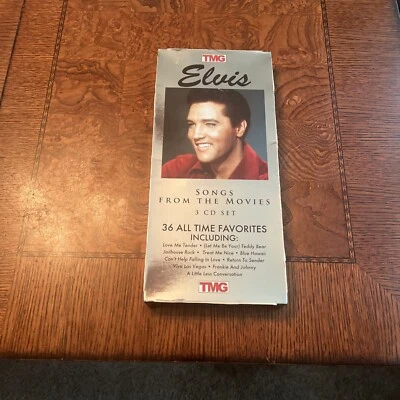 TMG
Elvis
SONGS
FROM THE MOVIES
3 CD SET
36 ALL TIME FAVORITES
INCLUDING:
Love Me Tender • (Let Me Be Your) Teddy Bear
Jailhouse Rock • Treat Me Nice • Blue Hawaii
Can't Help Falling In Love • Return To Sender
Viva Las Vegas • Frankie And Johnny
A Little Less Conversation
TMG